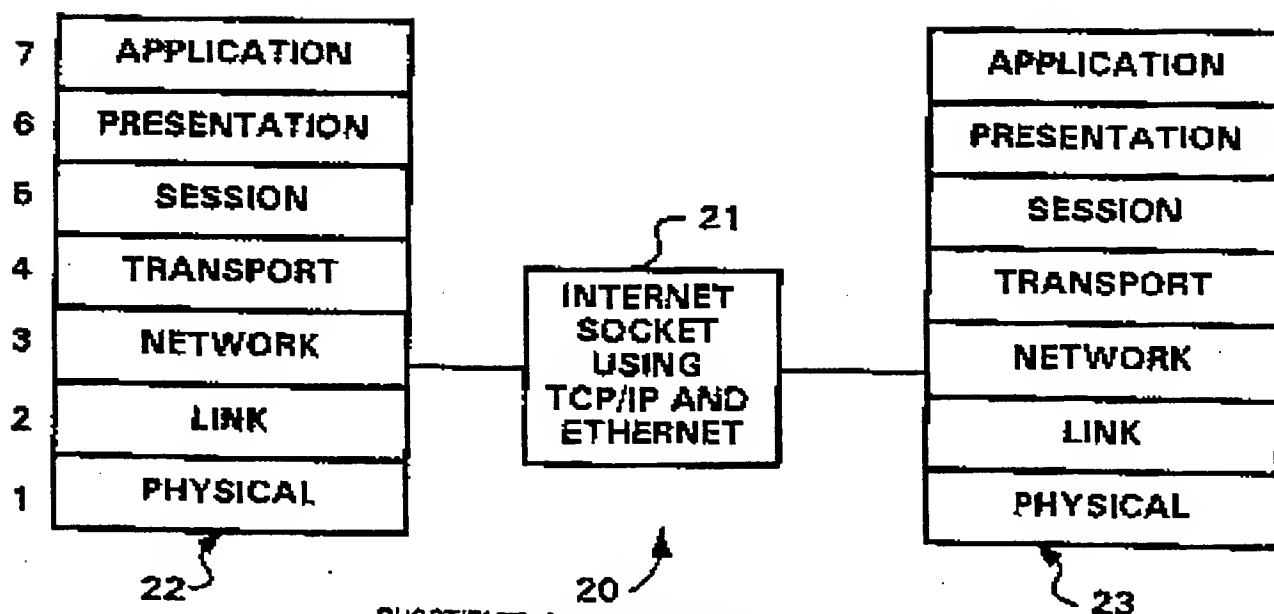 7 APPLICATION
6 PRESENTATION
5 SESSION
4 TRANSPORT
3 NETWORK
2 LINK
1 PHYSICAL
22
21
INTERNET
SOCKET
USING
TCP/IP AND
ETHERNET
20
APPLICATION
PRESENTATION
SESSION
TRANSPORT
NETWORK
LINK
PHYSICAL
23